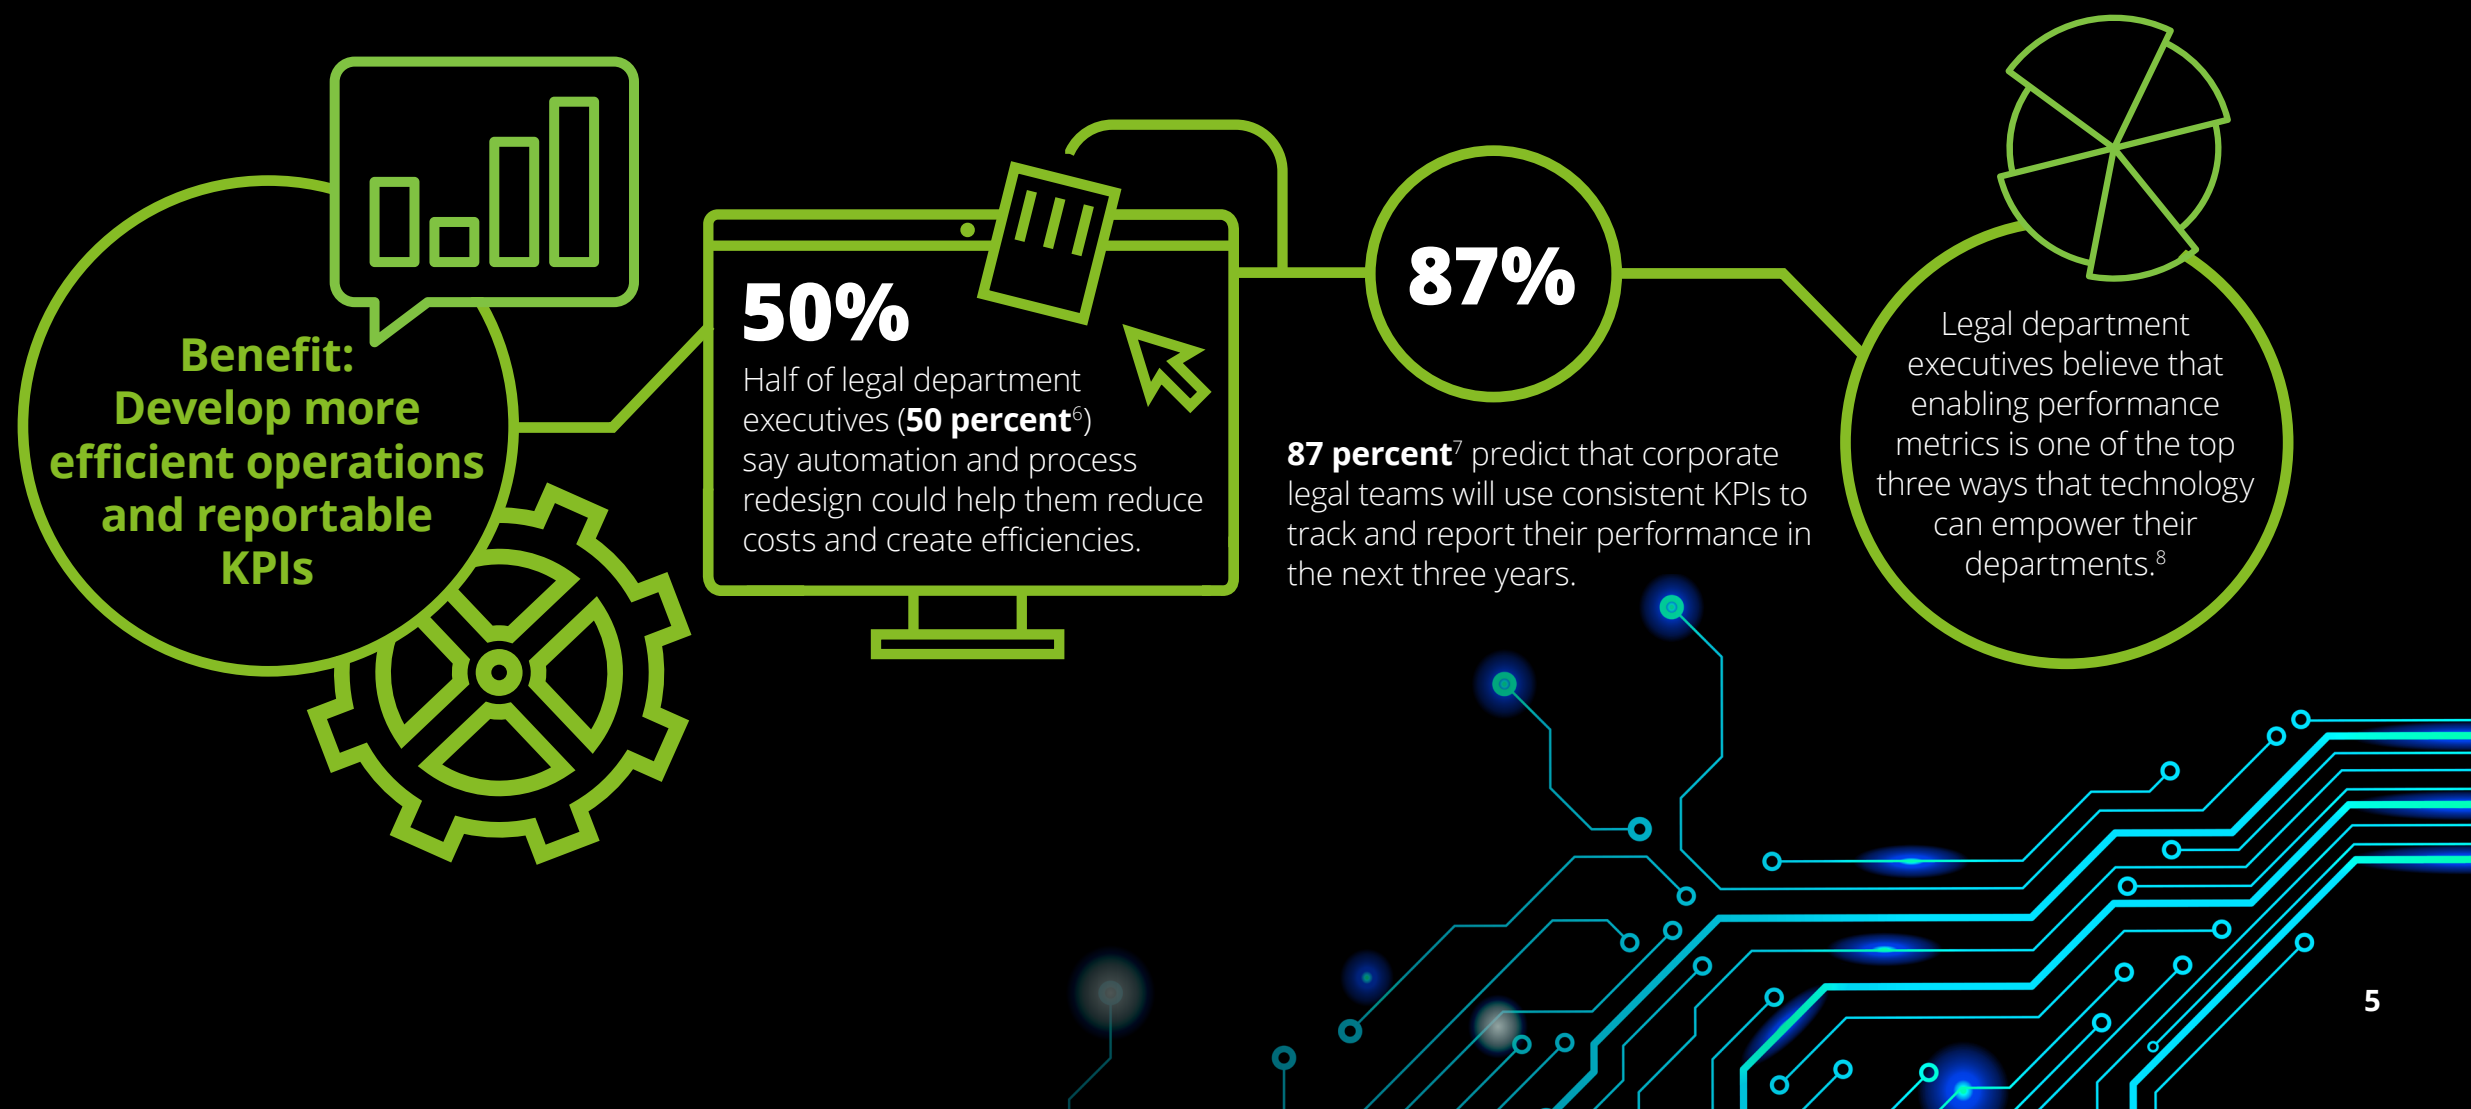 Benefit:
Develop more
efficient operations
and reportable
KPIs
50%
Half of legal department
executives (50 percent⁶)
say automation and process
redesign could help them reduce
costs and create efficiencies.
87%
87 percent⁷ predict that corporate
legal teams will use consistent KPIs to
track and report their performance in
the next three years.
Legal department
executives believe that
enabling performance
metrics is one of the top
three ways that technology
can empower their
departments.⁸
5